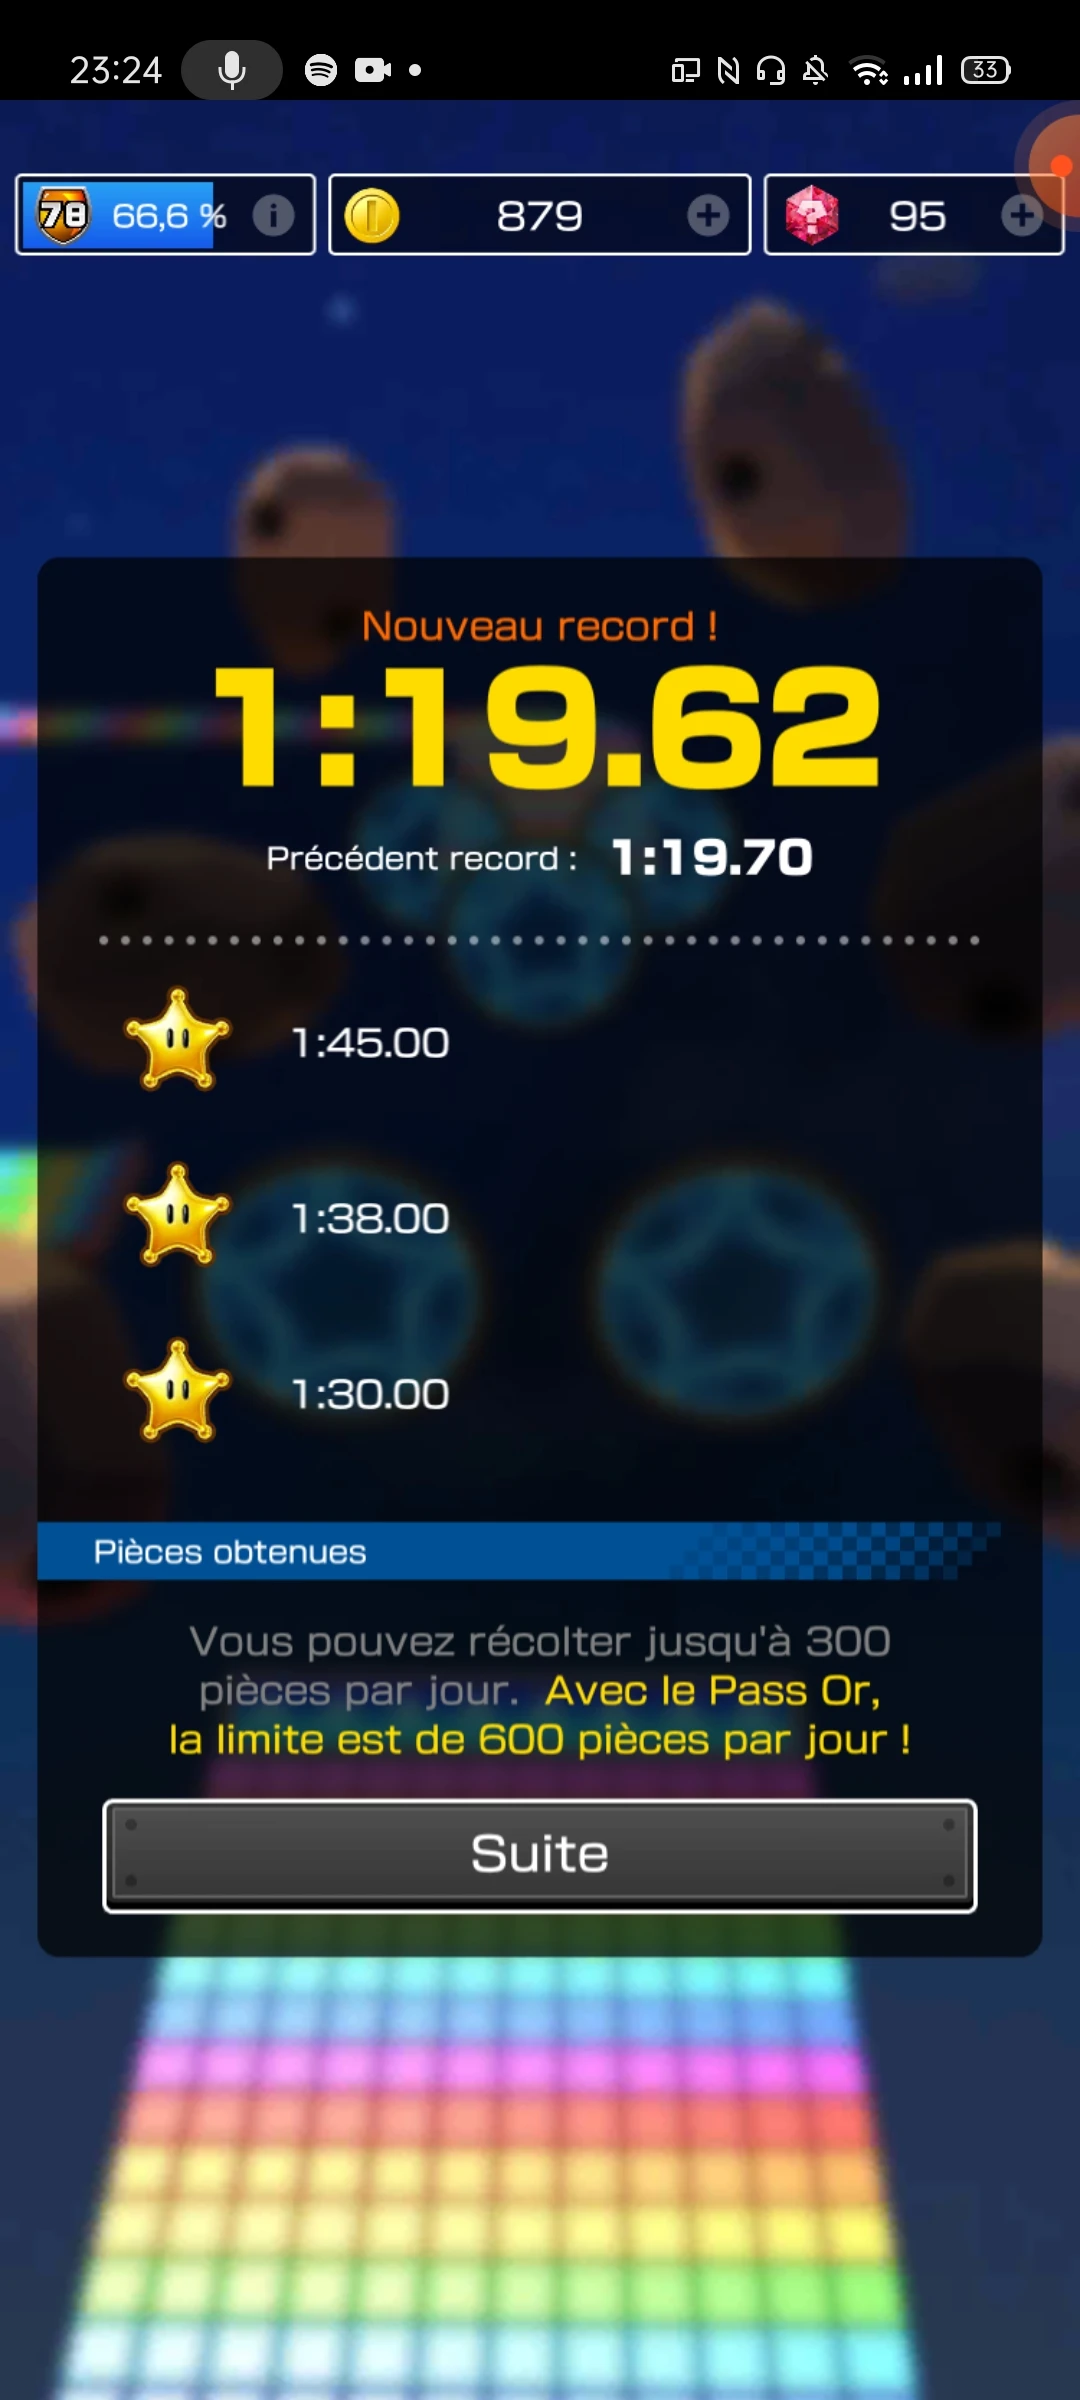 23:24
33
78 66,6 % i 879 + 95 +
Nouveau record !
1:19.62
Précédent record : 1:19.70
1:45.00
1:38.00
1:30.00
Pièces obtenues
Vous pouvez récolter jusqu'à 300
pièces par jour. Avec le Pass Or,
la limite est de 600 pièces par jour !
Suite